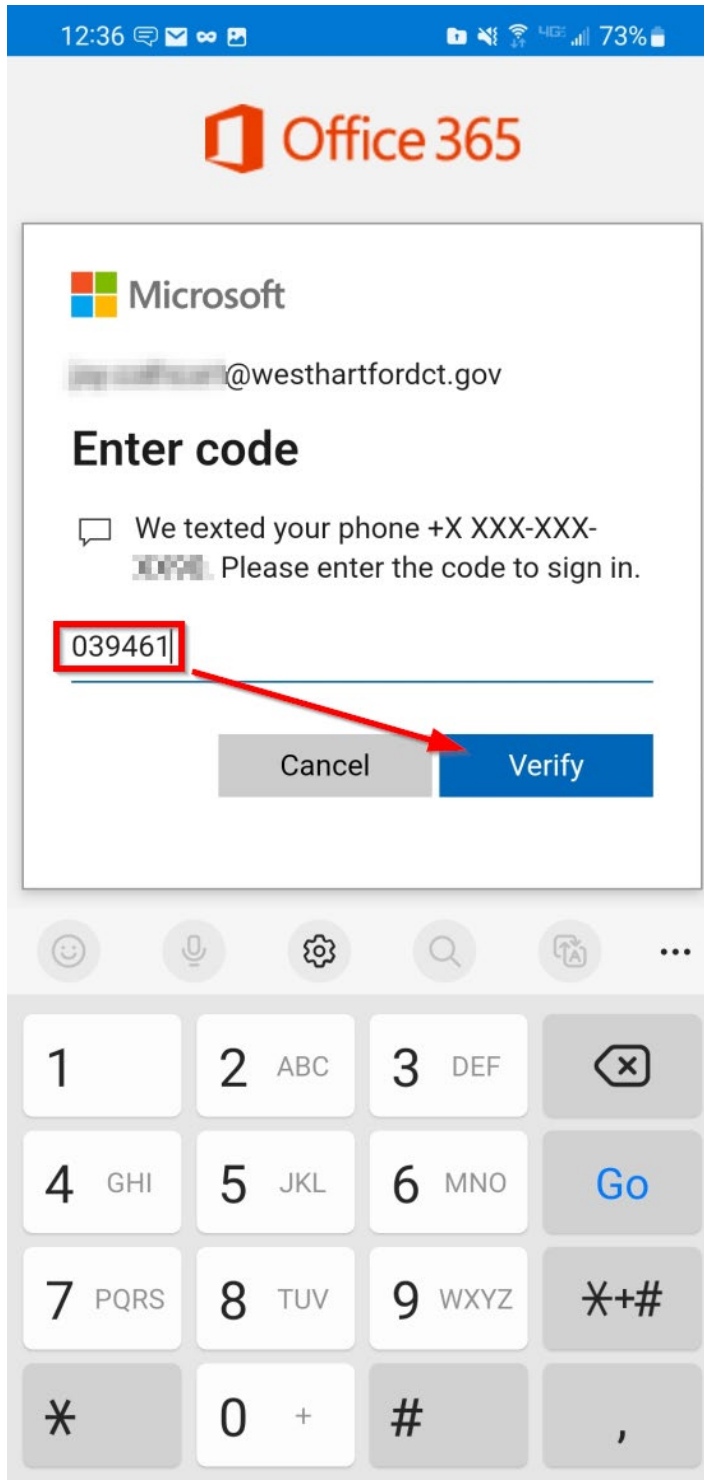 12:36 4GE 73%
Office 365
Microsoft
@westhartfordct.gov
Enter code
We texted your phone +X XXX-XXX-
Please enter the code to sign in.
039461
Cancel Verify
1 2 ABC 3 DEF
4 GHI 5 JKL 6 MNO Go
7 PQRS 8 TUV 9 WXYZ *+#
* 0 + # ,